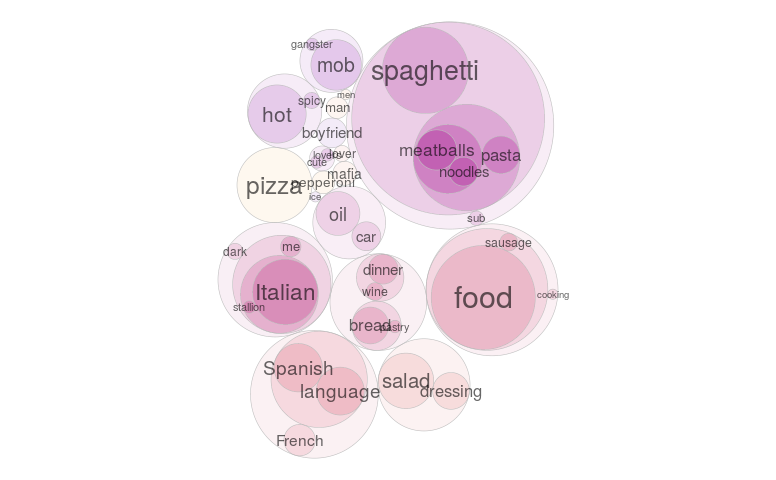 gangster
mob
spaghetti
hot
spicy
men
man
boyfriend
lovers
lover
cute
meatballs
pasta
noodles
mafia
pizza
pepperoni
ice
oil
car
sub
dark
me
Italian
stallion
dinner
wine
bread
pastry
sausage
food
cooking
Spanish
language
French
salad
dressing